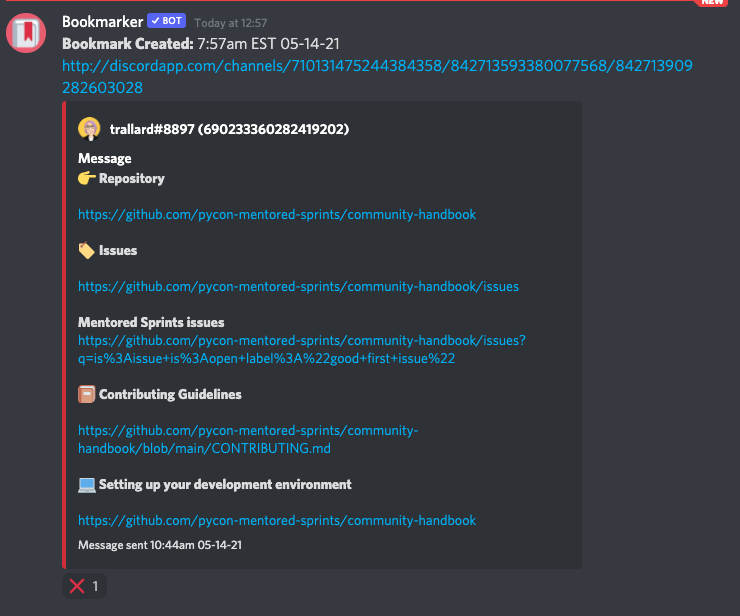 NEW
Bookmarker ✓ BOT Today at 12:57
Bookmark Created: 7:57am EST 05-14-21
http://discordapp.com/channels/710131475244384358/842713593380077568/842713909
282603028
trallard#8897 (690233360282419202)
Message
👉 Repository
https://github.com/pycon-mentored-sprints/community-handbook
🏷️ Issues
https://github.com/pycon-mentored-sprints/community-handbook/issues
Mentored Sprints issues
https://github.com/pycon-mentored-sprints/community-handbook/issues?
q=is%3Aissue+is%3Aopen+label%3A%22good+first+issue%22
📔 Contributing Guidelines
https://github.com/pycon-mentored-sprints/community-
handbook/blob/main/CONTRIBUTING.md
💻 Setting up your development environment
https://github.com/pycon-mentored-sprints/community-handbook
Message sent 10:44am 05-14-21
❌ 1